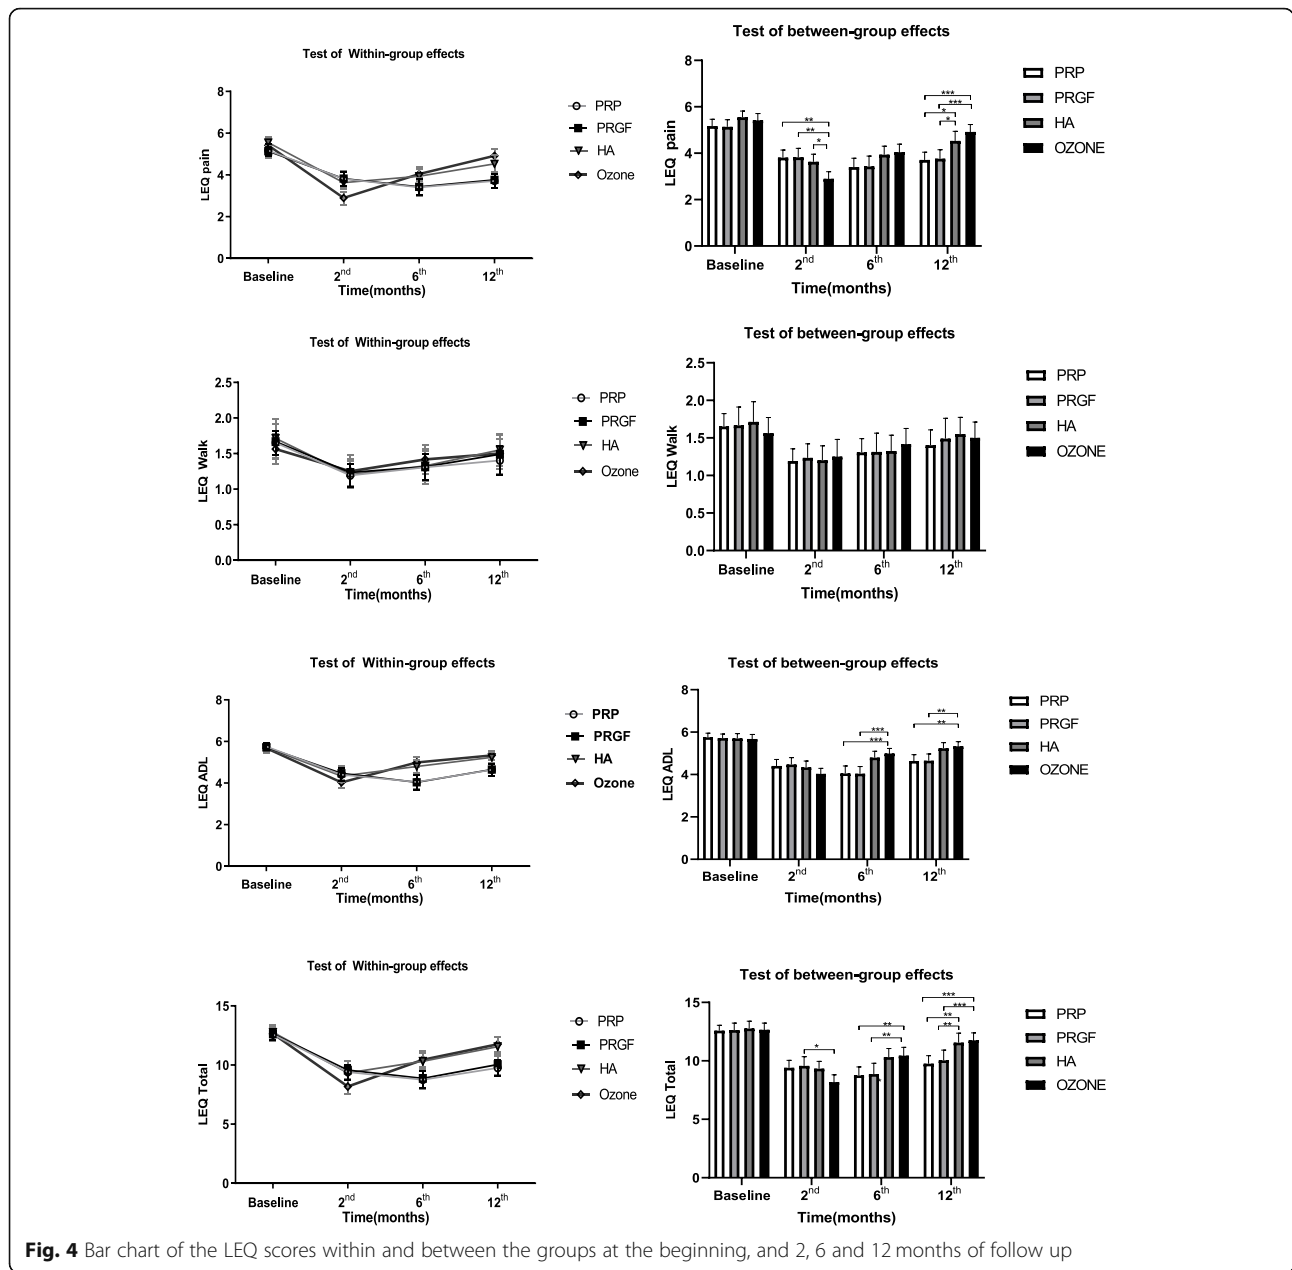 Test of Within-group effects
LEQ pain
8
6
4
2
0
Baseline 2nd 6th 12th
Time(months)
PRP
PRGF
HA
Ozone
Test of between-group effects
LEQ pain
8
6
4
2
0
** ** * *** *** * *
Baseline 2nd 6th 12th
Time(months)
PRP
PRGF
HA
OZONE
Test of Within-group effects
LEQ Walk
2.5
2.0
1.5
1.0
0.5
0.0
Baseline 2nd 6th 12th
Time(months)
PRP
PRGF
HA
Ozone
Test of between-group effects
LEQ Walk
2.5
2.0
1.5
1.0
0.5
0.0
Baseline 2nd 6th 12th
Time(months)
PRP
PRGF
HA
OZONE
Test of Within-group effects
LEQ ADL
8
6
4
2
0
Baseline 2nd 6th 12th
Time(months)
PRP
PRGF
HA
Ozone
Test of between-group effects
LEQ ADL
8
6
4
2
0
*** *** ** **
Baseline 2nd 6th 12th
Time(months)
PRP
PRGF
HA
OZONE
Test of Within-group effects
LEQ Total
15
10
5
0
Baseline 2nd 6th 12th
Time(months)
PRP
PRGF
HA
Ozone
Test of between-group effects
LEQ Total
15
10
5
0
* ** ** *** *** ** **
Baseline 2nd 6th 12th
Time(months)
PRP
PRGF
HA
OZONE
Fig. 4 Bar chart of the LEQ scores within and between the groups at the beginning, and 2, 6 and 12 months of follow up